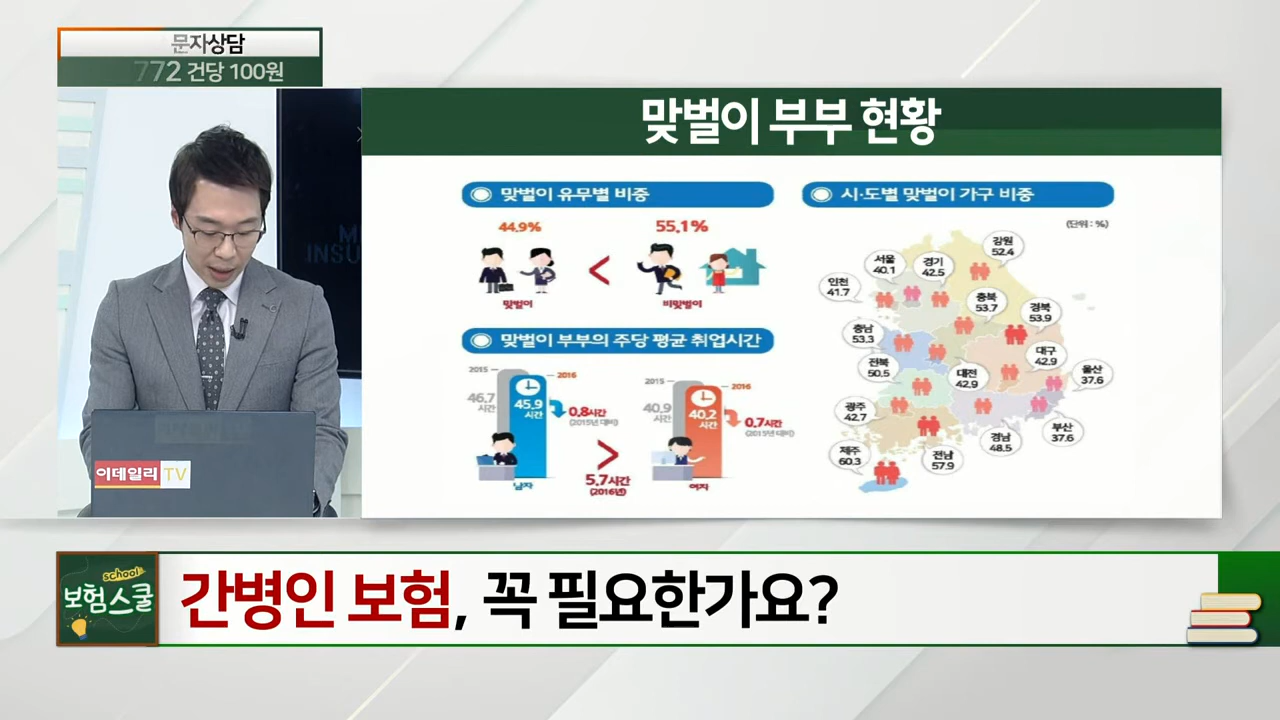 문자상담
772 건당 100원
맞벌이 부부 현황
맞벌이 유무별 비중
44.9%
55.1%
<
맞벌이
비맞벌이
맞벌이 부부의 주당 평균 취업시간
2015
2016
46.7
시간
45.9
시간
0.8시간
(2015년 대비)
남자
>
5.7시간
(2016년)
2015
2016
40.9
시간
40.2
시간
0.7시간
(2015년 대비)
여자
시·도별 맞벌이 가구 비중
(단위 : %)
강원
52.4
서울
40.1
경기
42.5
인천
41.7
충북
53.7
경북
53.9
충남
53.3
전북
50.5
대전
42.9
대구
42.9
울산
37.6
광주
42.7
부산
37.6
경남
48.5
제주
60.3
전남
57.9
이데일리 TV
school
보험스쿨
간병인 보험, 꼭 필요한가요?